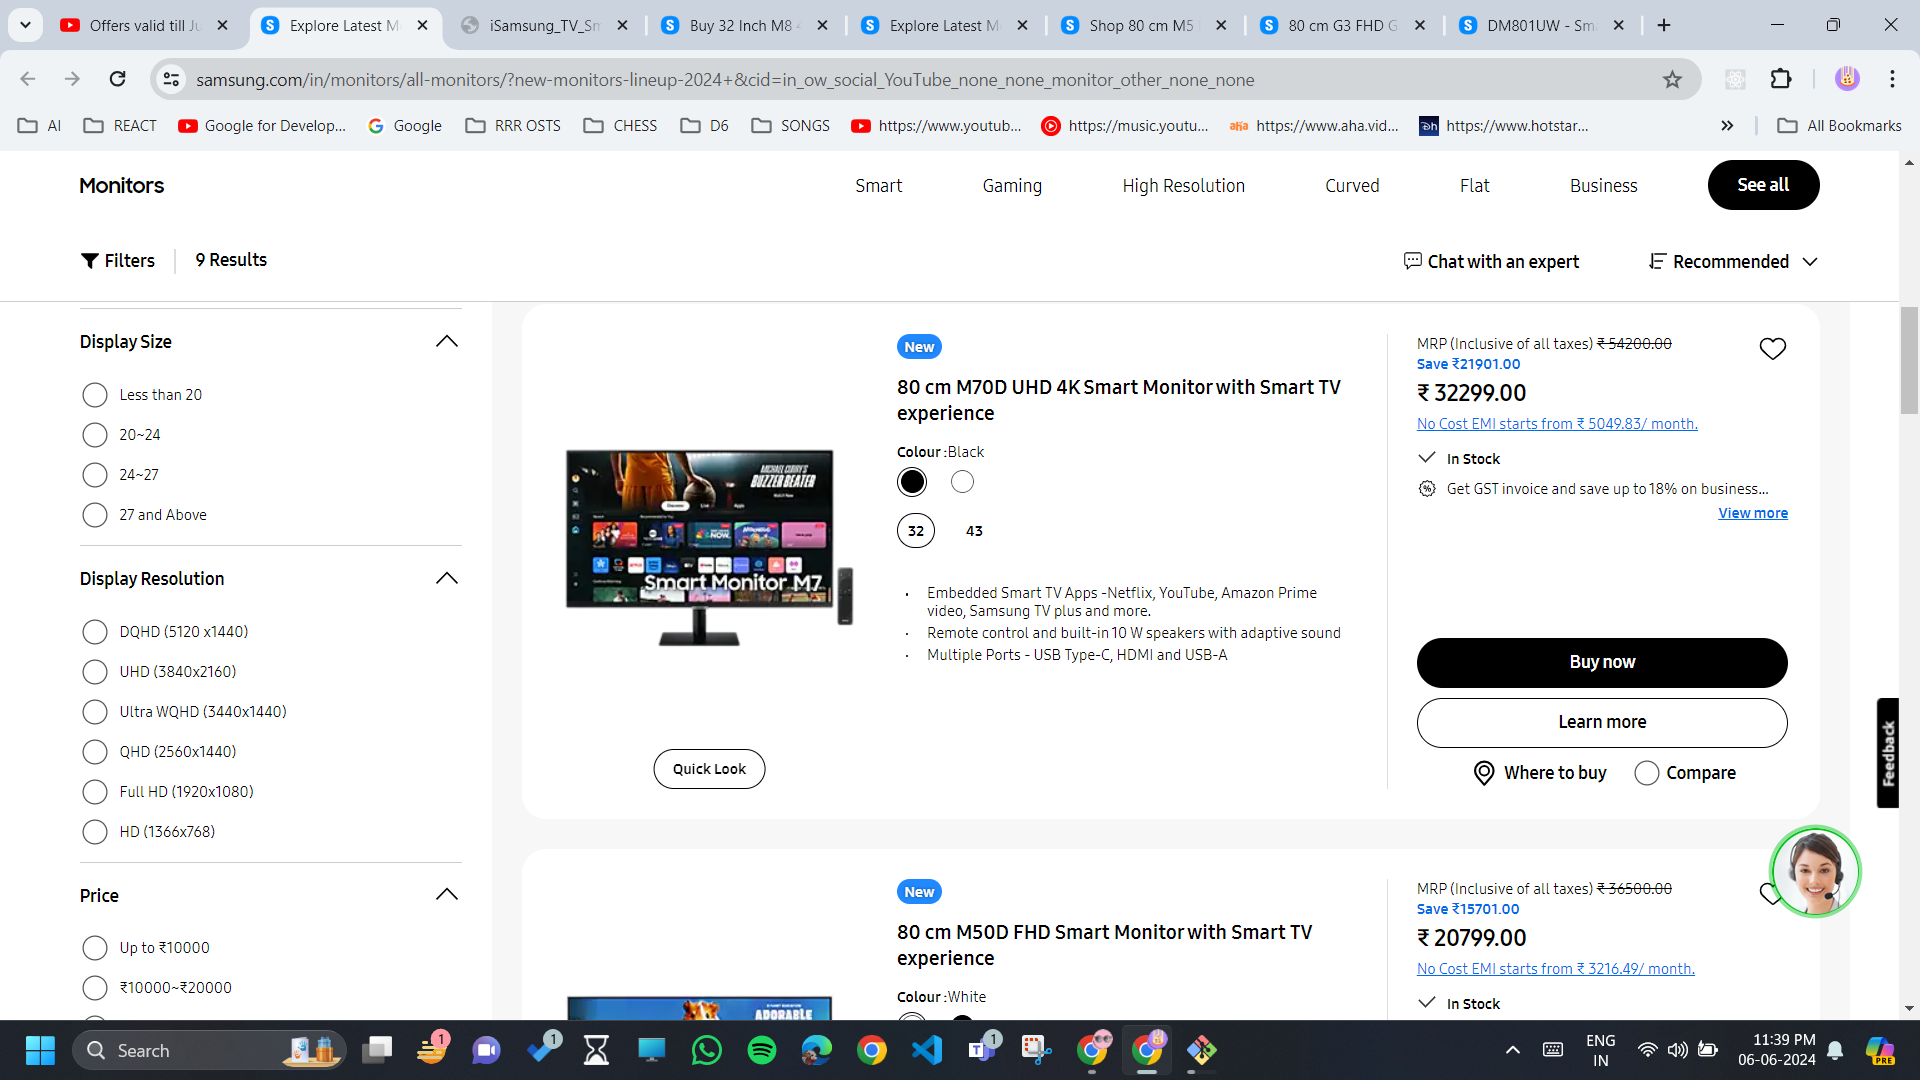 Offers valid till Ju
Explore Latest M
iSamsung_TV_Sm
Buy 32 Inch M8 4
Explore Latest M
Shop 80 cm M5
80 cm G3 FHD G
DM801UW - Sma
samsung.com/in/monitors/all-monitors/?new-monitors-lineup-2024+&cid=in_ow_social_YouTube_none_none_monitor_other_none_none
AI
REACT
Google for Develop...
Google
RRR OSTS
CHESS
D6
SONGS
https://www.youtub...
https://music.youtu...
https://www.aha.vid...
https://www.hotstar...
All Bookmarks
Monitors
Smart
Gaming
High Resolution
Curved
Flat
Business
See all
Filters
9 Results
Chat with an expert
Recommended
Display Size
Less than 20
20~24
24~27
27 and Above
Display Resolution
DQHD (5120 x1440)
UHD (3840x2160)
Ultra WQHD (3440x1440)
QHD (2560x1440)
Full HD (1920x1080)
HD (1366x768)
Price
Up to ₹10000
₹10000~₹20000
MICHAEL CURRY'S
BUZZER BEATER
Smart Monitor M7
Quick Look
New
80 cm M70D UHD 4K Smart Monitor with Smart TV
experience
Colour :Black
32
43
• Embedded Smart TV Apps -Netflix, YouTube, Amazon Prime
video, Samsung TV plus and more.
• Remote control and built-in 10 W speakers with adaptive sound
• Multiple Ports - USB Type-C, HDMI and USB-A
MRP (Inclusive of all taxes) ₹ 54200.00
Save ₹21901.00
₹ 32299.00
No Cost EMI starts from ₹ 5049.83/ month.
In Stock
Get GST invoice and save up to 18% on business...
View more
Buy now
Learn more
Where to buy
Compare
Feedback
ADORABLE
New
80 cm M50D FHD Smart Monitor with Smart TV
experience
Colour :White
MRP (Inclusive of all taxes) ₹ 36500.00
Save ₹15701.00
₹ 20799.00
No Cost EMI starts from ₹ 3216.49/ month.
In Stock
Search
1
1
1
ENG
IN
11:39 PM
06-06-2024
PRE